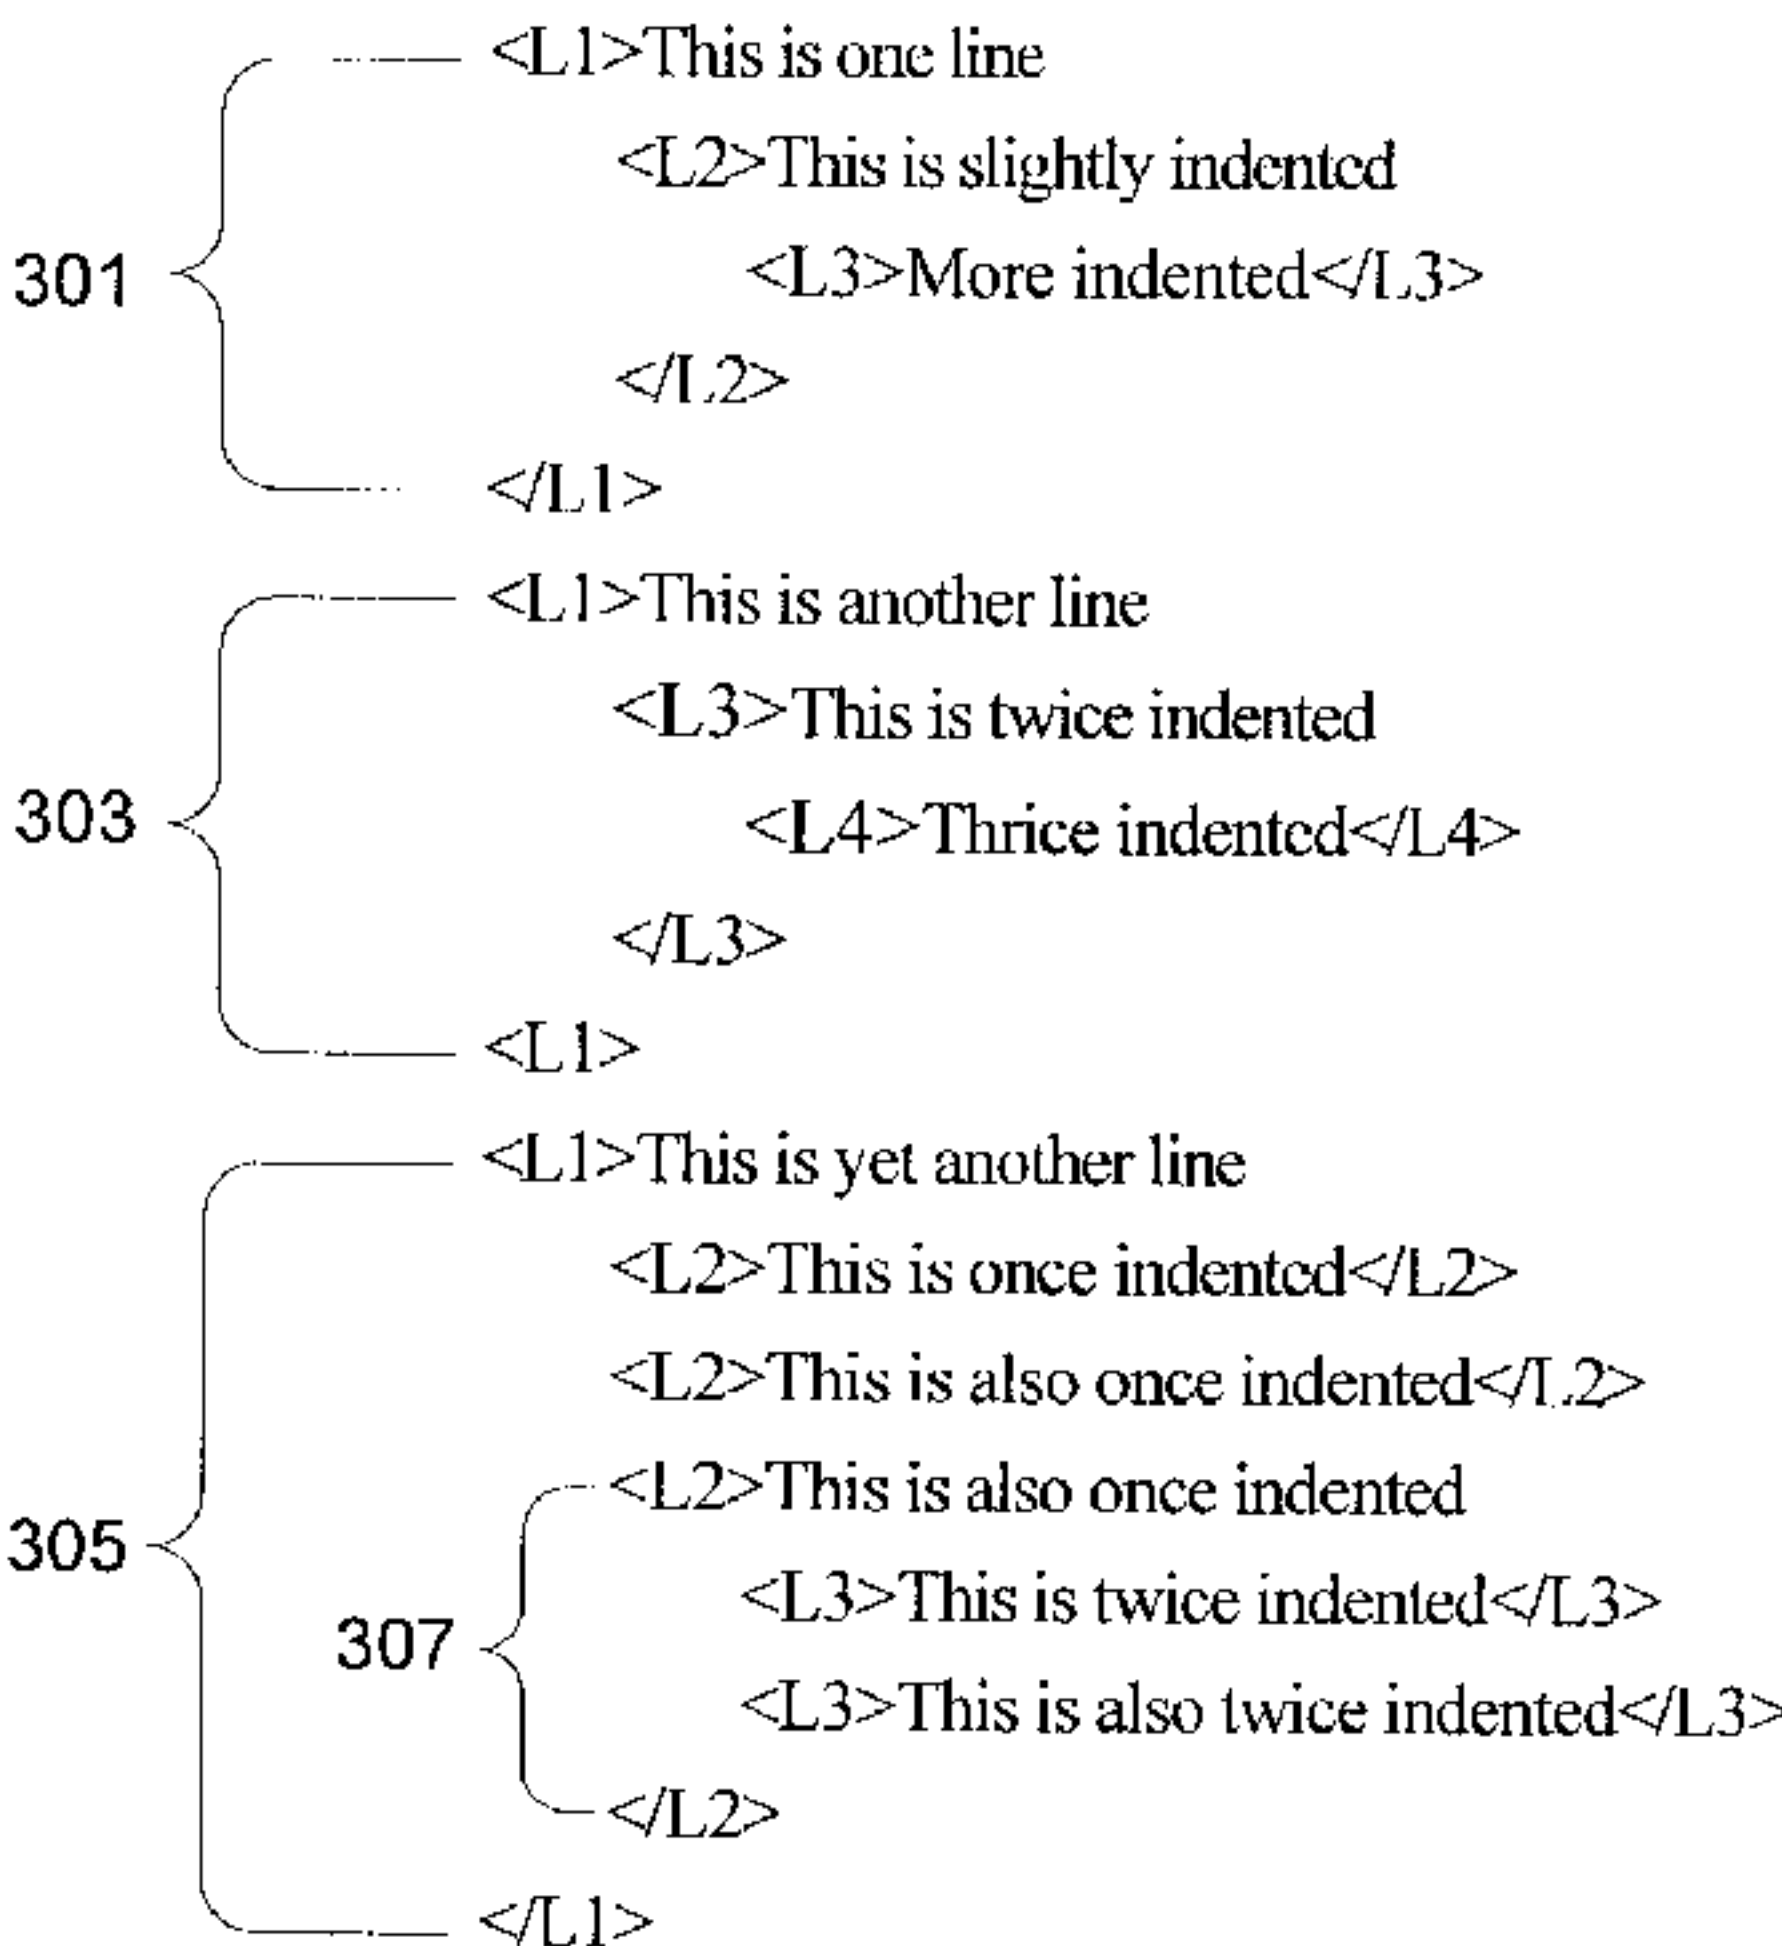 <L1>This is one line
<L2>This is slightly indented
301
<L3>More indented</L3>
</L2>
</L1>
<L1>This is another line
<L3>This is twice indented
303
<L4>Thrice indented</L4>
</L3>
<L1>
<L1>This is yet another line
<L2>This is once indented</L2>
<L2>This is also once indented</L2>
<L2>This is also once indented
305
<L3>This is twice indented</L3>
307
<L3>This is also twice indented</L3>
</L2>
</L1>